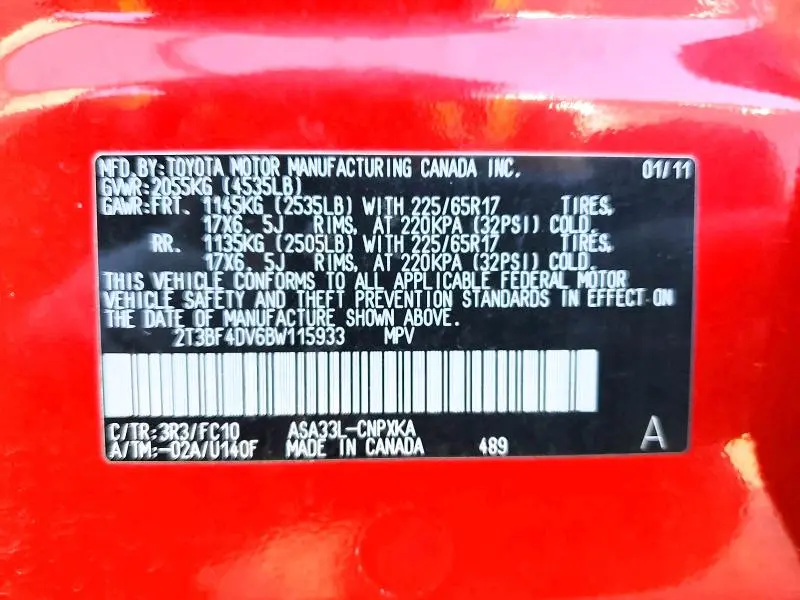 MFD. BY: TOYOTA MOTOR MANUFACTURING CANADA INC. 01/11
GVWR: 2055KG (4535LB)
GAWR: FRT. 1145KG (2535LB) WITH 225/65R17 TIRES,
17X6. 5J RIMS, AT 220KPA (32PSI) COLD.
RR. 1135KG (2505LB) WITH 225/65R17 TIRES,
17X6. 5J RIMS, AT 220KPA (32PSI) COLD.
THIS VEHICLE CONFORMS TO ALL APPLICABLE FEDERAL MOTOR
VEHICLE SAFETY AND THEFT PREVENTION STANDARDS IN EFFECT ON
THE DATE OF MANUFACTURE SHOWN ABOVE.
2T3BF4DV6BW115933 MPV
C/TR: 3R3/FC10 ASA33L-CNPXKA
A/TM: -02A/U140F MADE IN CANADA 489 A